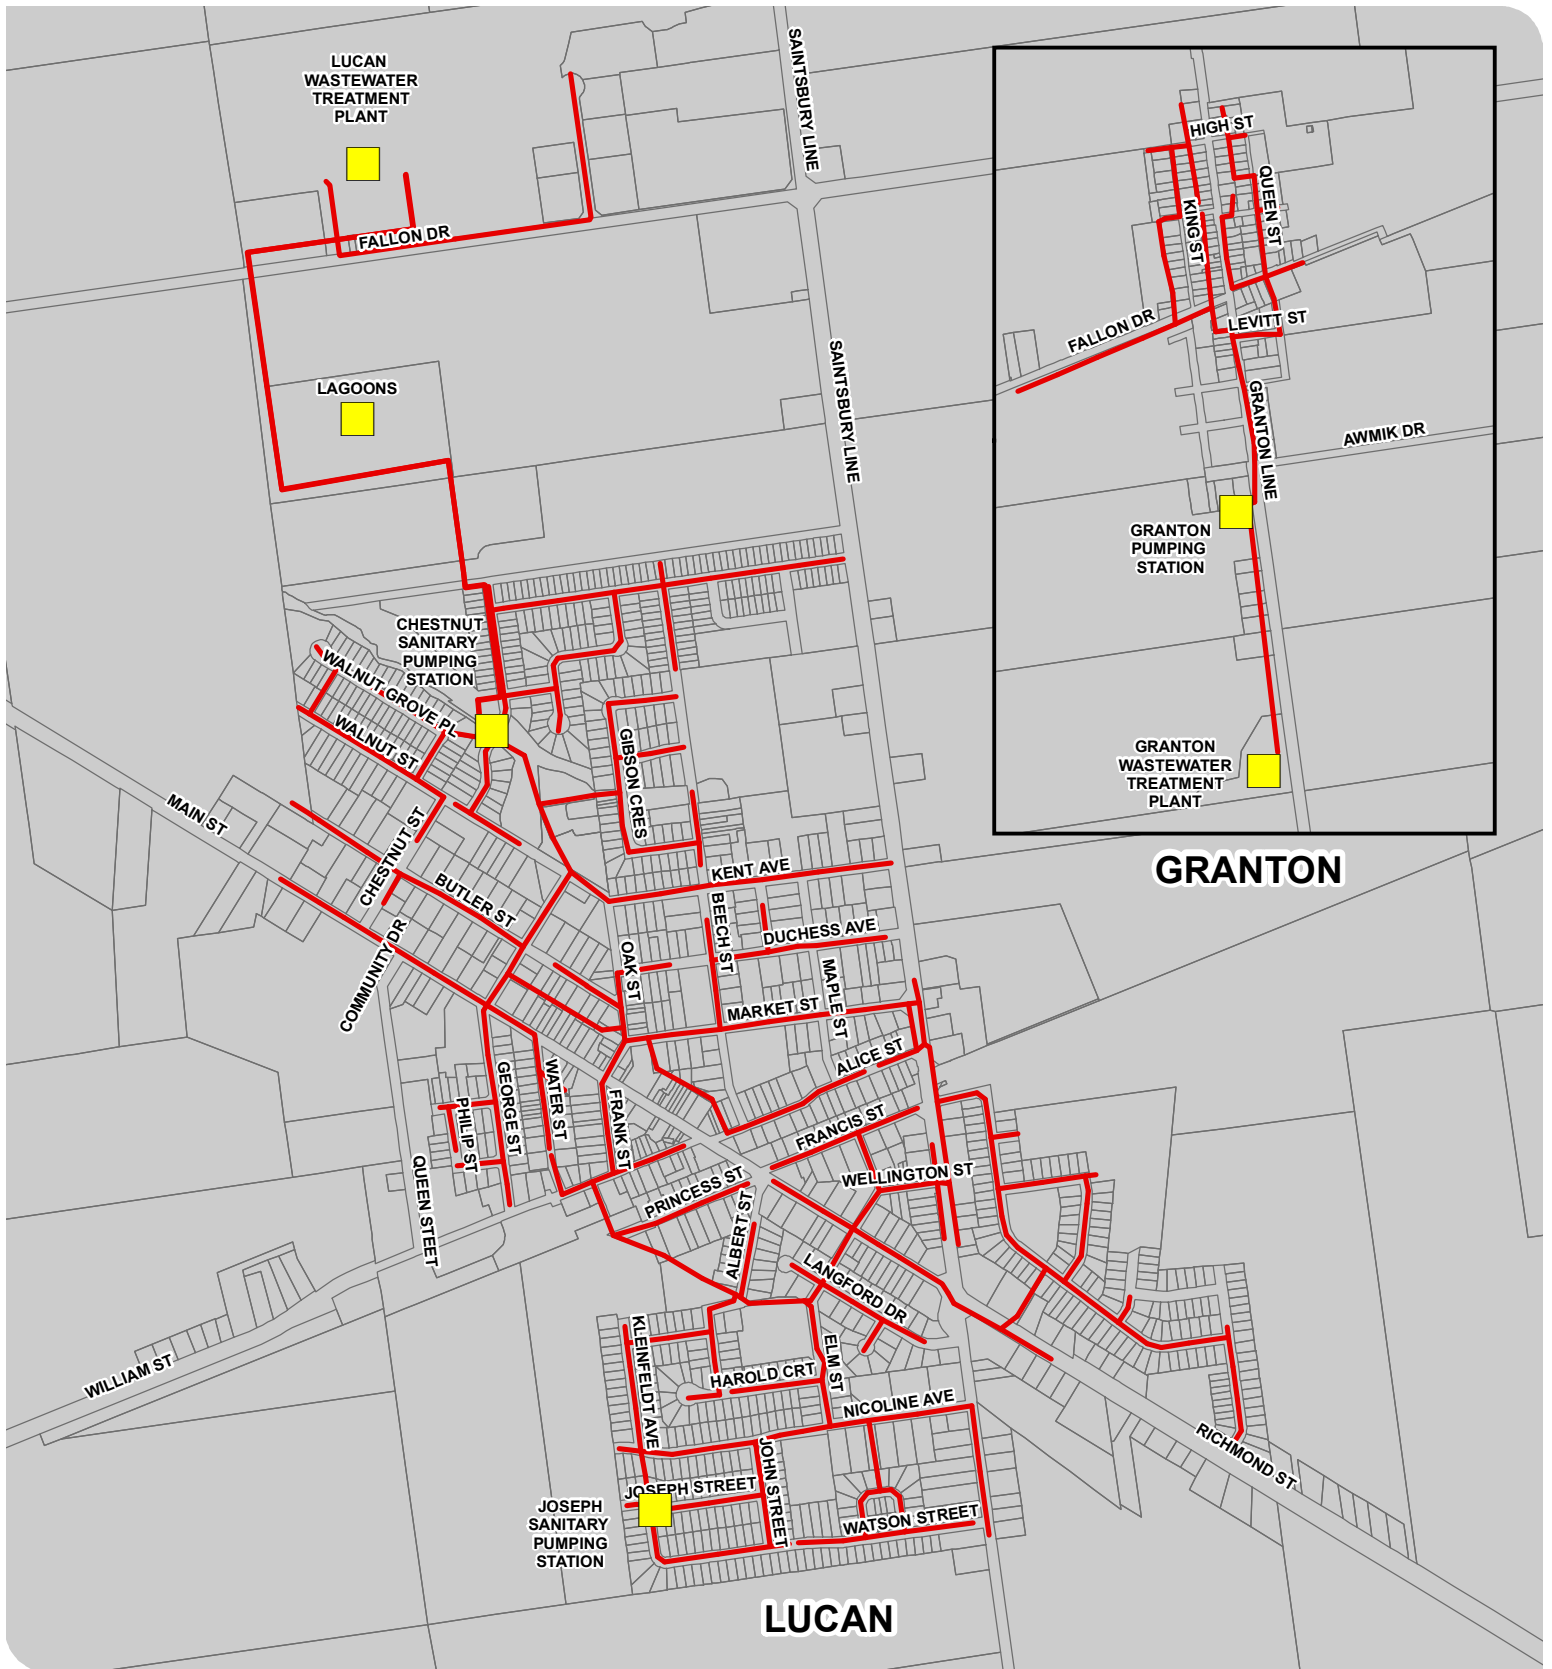 LUCAN
WASTEWATER
TREATMENT
PLANT
SAINTSBURY LINE
FALLON DR
LAGOONS
SAINTSBURY LINE
HIGH ST
QUEEN ST
KING ST
FALLON DR
LEVITT ST
GRANTON LINE
AWMIK DR
GRANTON
PUMPING
STATION
GRANTON
WASTEWATER
TREATMENT
PLANT
GRANTON
CHESTNUT
SANITARY
PUMPING
STATION
WALNUT GROVE PL
WALNUT ST
GIBSON CRES
MAIN ST
CHESTNUT ST
BUTLER ST
KENT AVE
COMMUNITY DR
OAK ST
BEECH ST
DUCHESS AVE
MAPLE ST
MARKET ST
ALICE ST
GEORGE ST
WATER ST
FRANK ST
PHILIP ST
FRANCIS ST
QUEEN STEET
WELLINGTON ST
PRINCESS ST
ALBERT ST
LANGFORD DR
WILLIAM ST
KLEINFELDT AVE
ELM ST
HAROLD CRT
NICOLINE AVE
RICHMOND ST
JOHN STREET
JOSEPH STREET
WATSON STREET
JOSEPH
SANITARY
PUMPING
STATION
LUCAN